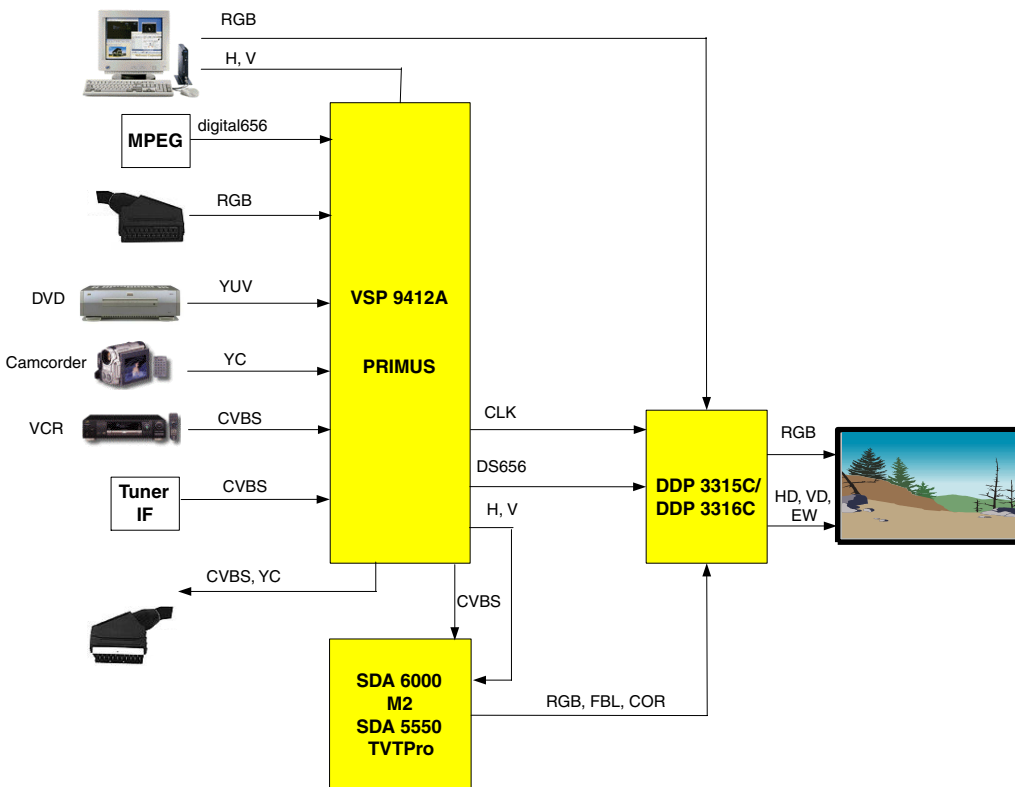 RGB
H, V
MPEG
digital656
RGB
DVD
YUV
VSP 9412A
PRIMUS
Camcorder
YC
VCR
CVBS
CLK
RGB
Tuner
IF
CVBS
DS656
DDP 3315C/
DDP 3316C
HD, VD,
EW
H, V
CVBS, YC
CVBS
SDA 6000
M2
SDA 5550
TVTPro
RGB, FBL, COR